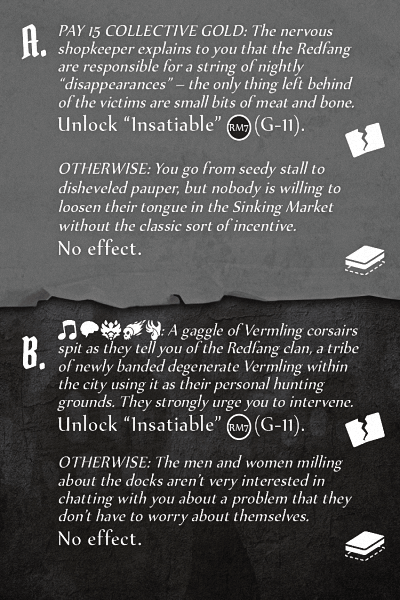 A. PAY 15 COLLECTIVE GOLD: The nervous
shopkeeper explains to you that the Redfang
are responsible for a string of nightly
“disappearances” – the only thing left behind
of the victims are small bits of meat and bone.
Unlock “Insatiable” RM7 (G-11).
OTHERWISE: You go from seedy stall to
disheveled pauper, but nobody is willing to
loosen their tongue in the Sinking Market
without the classic sort of incentive.
No effect.
B. : A gaggle of Vermling corsairs
spit as they tell you of the Redfang clan, a tribe
of newly banded degenerate Vermling within
the city using it as their personal hunting
grounds. They strongly urge you to intervene.
Unlock “Insatiable” RM7 (G-11).
OTHERWISE: The men and women milling
about the docks aren’t very interested in
chatting with you about a problem that they
don’t have to worry about themselves.
No effect.